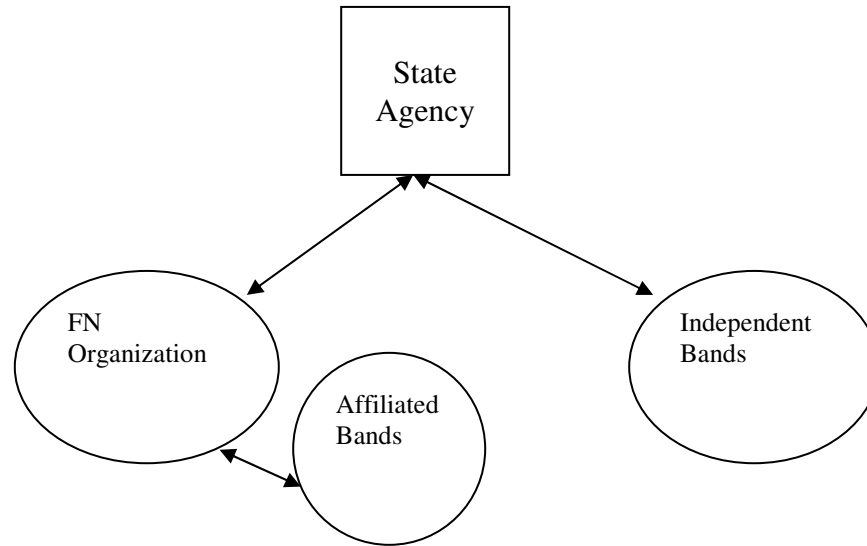 State
Agency
FN
Organization
Independent
Bands
Affiliated
Bands